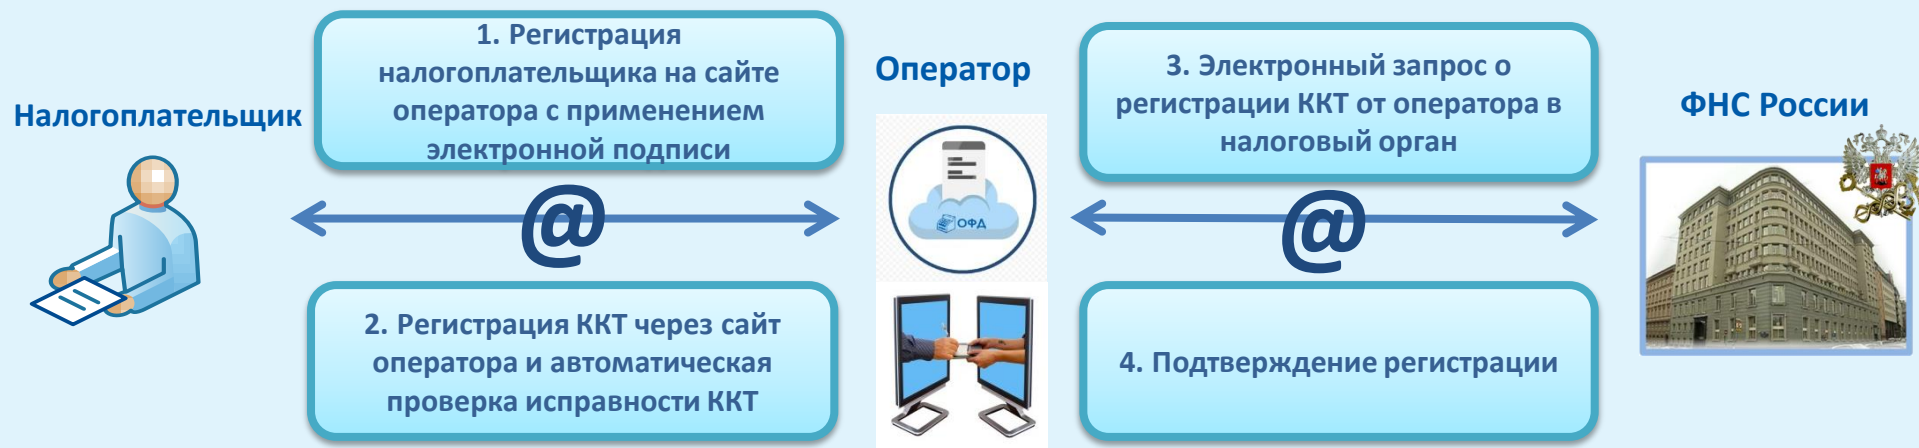 Налогоплательщик
1. Регистрация
налогоплательщика на сайте
оператора с применением
электронной подписи
@
2. Регистрация ККТ через сайт
оператора и автоматическая
проверка исправности ККТ
Оператор
ОФД
3. Электронный запрос о
регистрации ККТ от оператора в
налоговый орган
@
4. Подтверждение регистрации
ФНС России